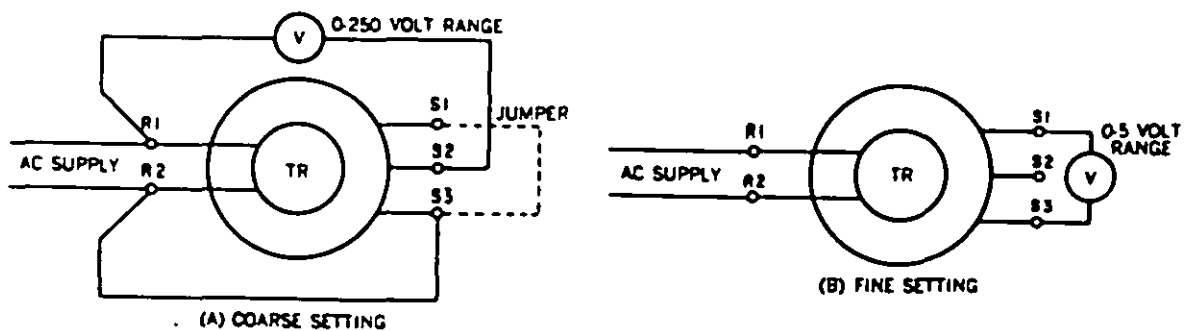 V
0-250 VOLT RANGE
S1
JUMPER
R1
S2
AC SUPPLY
TR
R2
S3
(A) COARSE SETTING
S1
0-5 VOLT
RANGE
R1
S2
AC SUPPLY
TR
V
R2
S3
(B) FINE SETTING